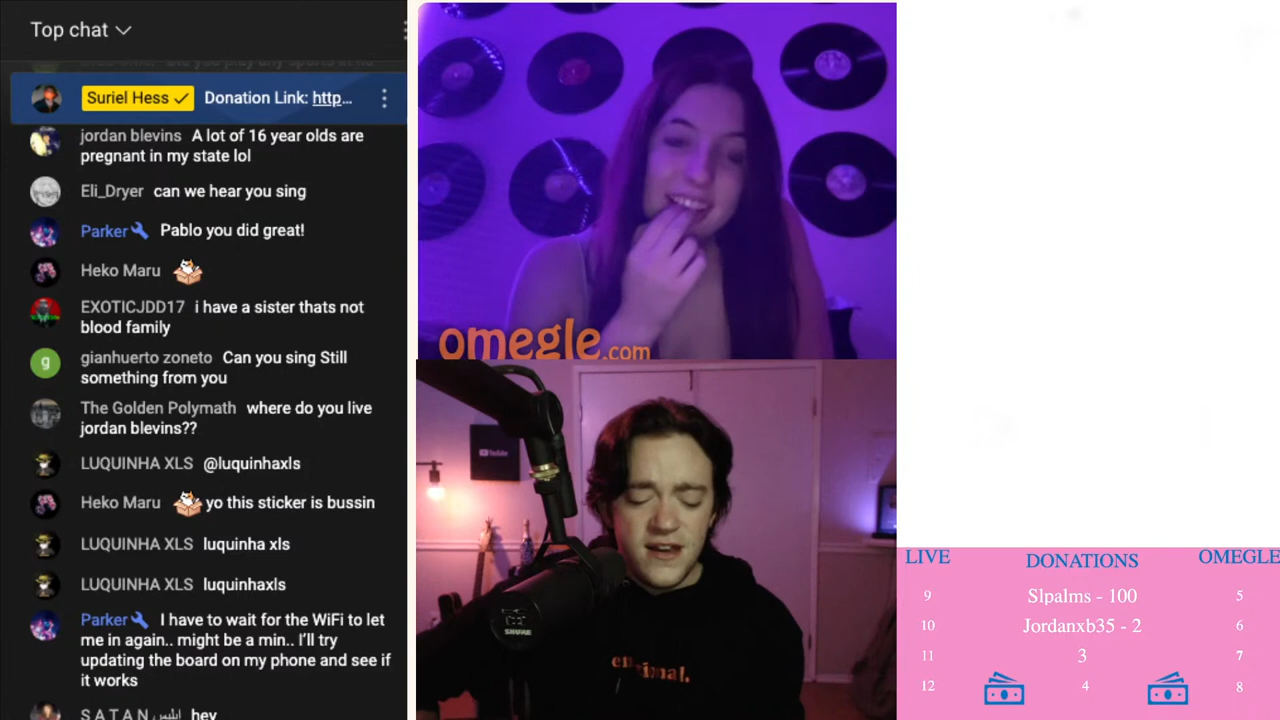 Top chat
Suriel Hess Donation Link: http...
jordan blevins A lot of 16 year olds are
pregnant in my state lol
Eli_Dryer can we hear you sing
Parker Pablo you did great!
Heko Maru
EXOTICJDD17 i have a sister thats not
blood family
gianhuerto zoneto Can you sing Still
something from you
The Golden Polymath where do you live
jordan blevins??
LUQUINHA XLS @luquinhaxls
Heko Maru yo this sticker is bussin
LUQUINHA XLS luquinha xls
LUQUINHA XLS luquinhaxls
Parker I have to wait for the WiFi to let
me in again.. might be a min.. I'll try
updating the board on my phone and see if
it works
S A T A N ابليس hey
g
omegle.com
YouTube
SHURE
LIVE DONATIONS OMEGLE
9 Slpalms - 100 5
10 Jordanxb35 - 2 6
11 3 7
12 4 8